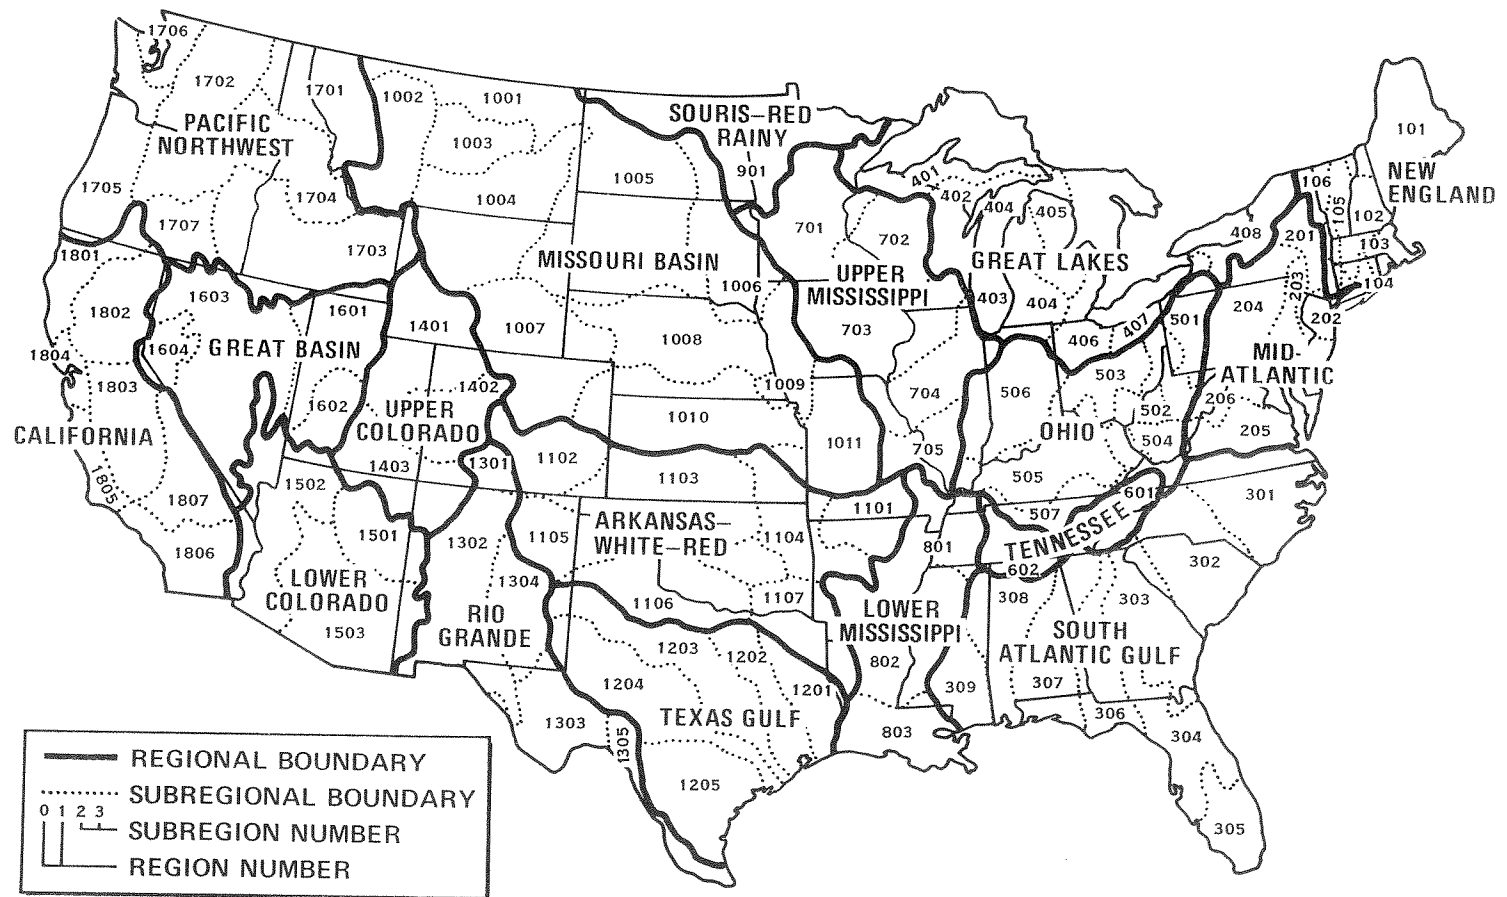 1706
1702
1701
1002
1001
PACIFIC
NORTHWEST
1003
1705
1704
1004
1707
1703
SOURIS–RED
RAINY
901
1005
MISSOURI BASIN
1006
1007
1008
1009
1010
1011
701
702
UPPER
MISSISSIPPI
703
704
705
401
402
404
405
GREAT LAKES
403
404
406
407
408
101
NEW
ENGLAND
106
105
102
103
104
201
203
204
202
MID-
ATLANTIC
206
205
501
503
502
506
OHIO
504
505
507
601
TENNESSEE
602
1801
1802
1804
1803
CALIFORNIA
1805
1807
1806
1603
1601
1604
GREAT BASIN
1602
1401
1402
UPPER
COLORADO
1403
1502
1501
LOWER
COLORADO
1503
1301
1302
1304
RIO
GRANDE
1303
1305
1102
1103
1101
1105
ARKANSAS–
WHITE–RED
1104
1106
1107
1203
1202
1204
1201
TEXAS GULF
1205
801
LOWER
MISSISSIPPI
802
803
301
302
308
303
SOUTH
ATLANTIC GULF
309
307
306
304
305
REGIONAL BOUNDARY
SUBREGIONAL BOUNDARY
0 1 2 3
SUBREGION NUMBER
REGION NUMBER